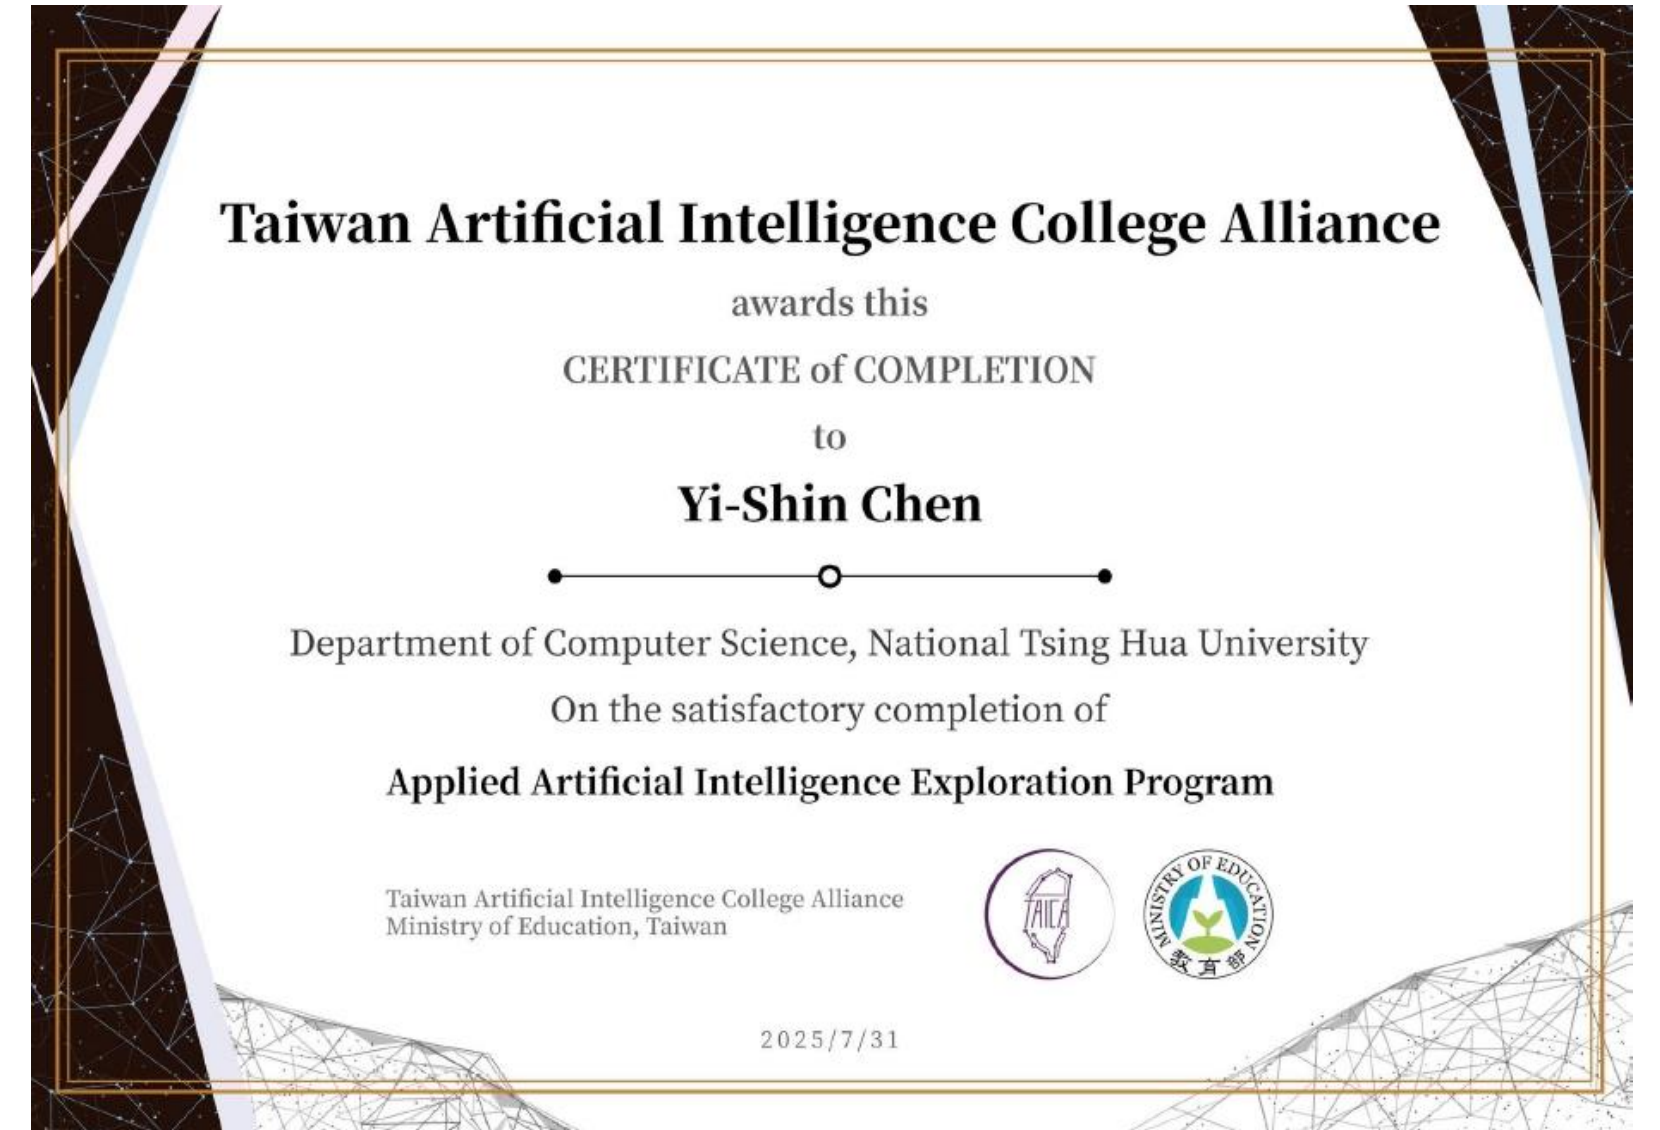 Taiwan Artificial Intelligence College Alliance
awards this
CERTIFICATE of COMPLETION
to
Yi-Shin Chen
Department of Computer Science, National Tsing Hua University
On the satisfactory completion of
Applied Artificial Intelligence Exploration Program
Taiwan Artificial Intelligence College Alliance
Ministry of Education, Taiwan
TAICA
MINISTRY OF EDUCATION
教育部
2025/7/31